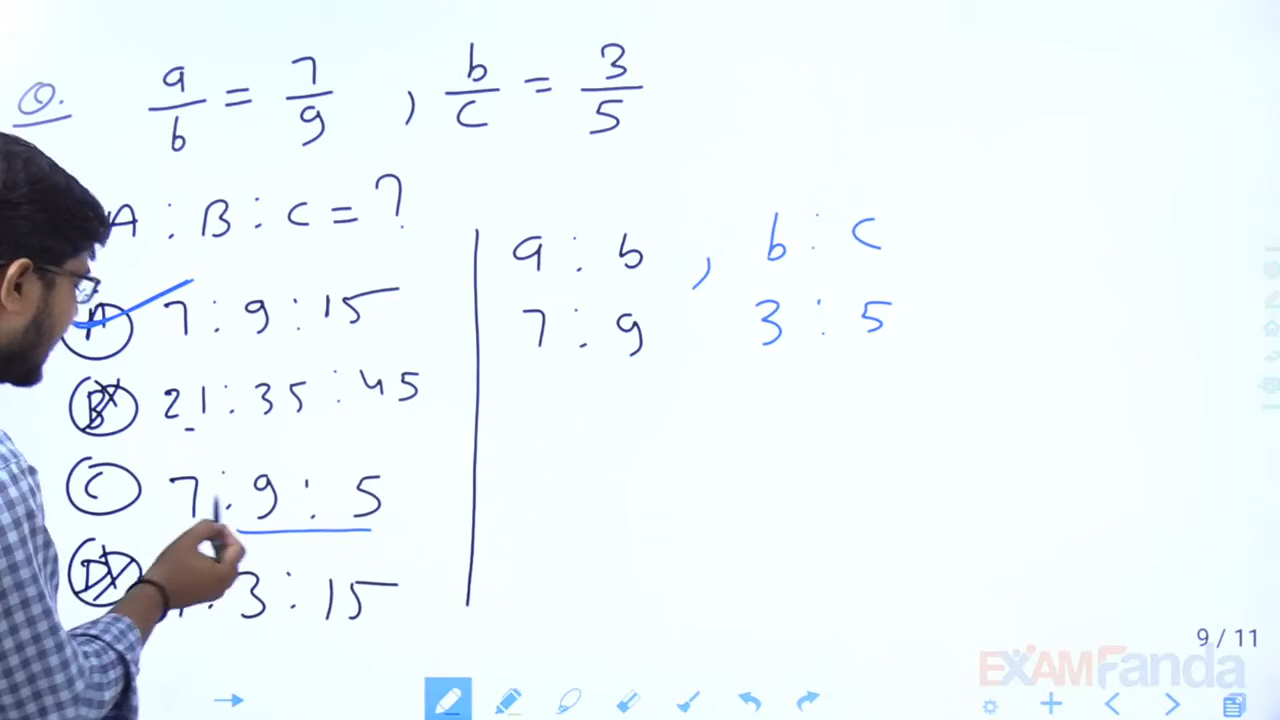 Q. a/b = 7/9 , b/c = 3/5
A : B : C = ?
A 7 : 9 : 15
B 21 : 35 : 45
C 7 : 9 : 5
D : 3 : 15
a : b , b : c
7 : 9 3 : 5
9 / 11
EXAMFanda